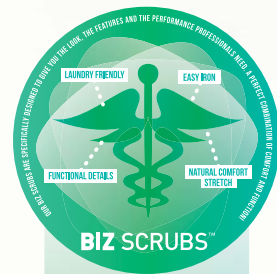 OUR BIZ SCRUBS ARE SPECIFICALLY DESIGNED TO GIVE YOU THE LOOK, THE FEATURES AND THE PERFORMANCE PROFESSIONALS NEED. A PERFECT COMBINATION OF COMFORT AND FUNCTION!
LAUNDRY FRIENDLY
EASY IRON
FUNCTIONAL DETAILS
NATURAL COMFORT
STRETCH
BIZ SCRUBS™